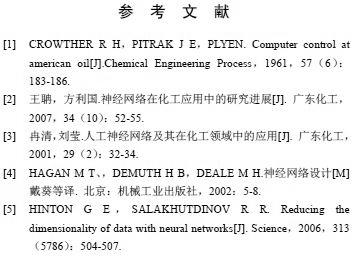 参 考 文 献
[1] CROWTHER R H，PITRAK J E，PLYEN. Computer control at
american oil[J].Chemical Engineering Process，1961，57（6）：
183-186.
[2] 王聃，方利国.神经网络在化工应用中的研究进展[J]. 广东化工，
2007，34（10）：52-55.
[3] 冉清,刘莹.人工神经网络及其在化工领域中的应用[J]. 广东化工，
2001，29（2）：32-34.
[4] HAGAN M T、，DEMUTH H B，DEALE M H.神经网络设计[M]
戴葵等译. 北京：机械工业出版社，2002：5-8.
[5] HINTON G E，SALAKHUTDINOV R R. Reducing the
dimensionality of data with neural networks[J]. Science，2006，313
（5786）：504-507.